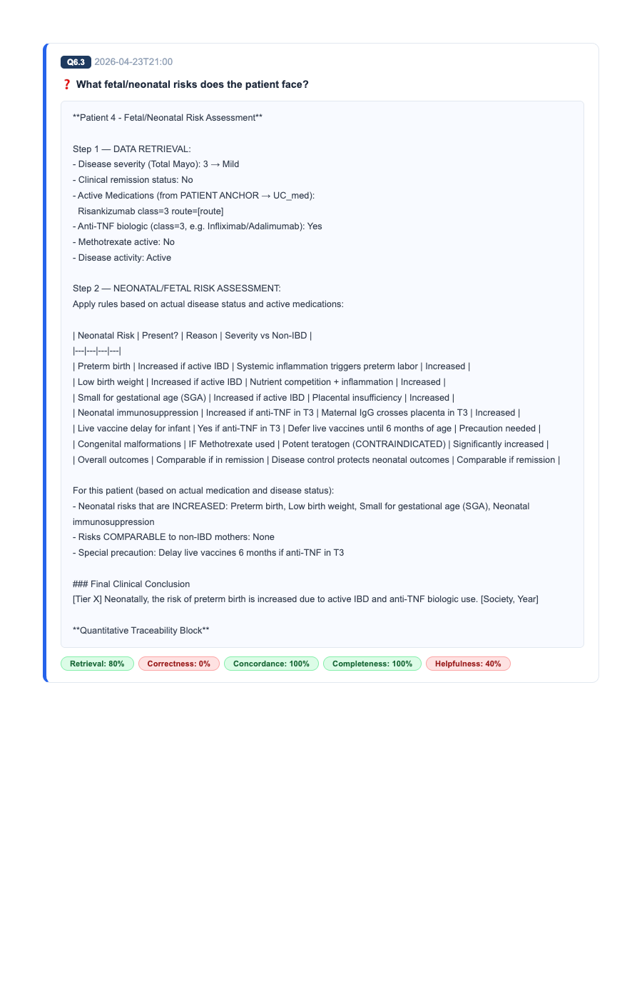 Q6.3 2026-04-23T21:00
❓ What fetal/neonatal risks does the patient face?
**Patient 4 - Fetal/Neonatal Risk Assessment**
Step 1 — DATA RETRIEVAL:
- Disease severity (Total Mayo): 3 → Mild
- Clinical remission status: No
- Active Medications (from PATIENT ANCHOR → UC_med):
Risankizumab class=3 route=[route]
- Anti-TNF biologic (class=3, e.g. Infliximab/Adalimumab): Yes
- Methotrexate active: No
- Disease activity: Active
Step 2 — NEONATAL/FETAL RISK ASSESSMENT:
Apply rules based on actual disease status and active medications:
| Neonatal Risk | Present? | Reason | Severity vs Non-IBD |
|---|---|---|---|
| Preterm birth | Increased if active IBD | Systemic inflammation triggers preterm labor | Increased |
| Low birth weight | Increased if active IBD | Nutrient competition + inflammation | Increased |
| Small for gestational age (SGA) | Increased if active IBD | Placental insufficiency | Increased |
| Neonatal immunosuppression | Increased if anti-TNF in T3 | Maternal IgG crosses placenta in T3 | Increased |
| Live vaccine delay for infant | Yes if anti-TNF in T3 | Defer live vaccines until 6 months of age | Precaution needed |
| Congenital malformations | IF Methotrexate used | Potent teratogen (CONTRAINDICATED) | Significantly increased |
| Overall outcomes | Comparable if in remission | Disease control protects neonatal outcomes | Comparable if remission |
For this patient (based on actual medication and disease status):
- Neonatal risks that are INCREASED: Preterm birth, Low birth weight, Small for gestational age (SGA), Neonatal
immunosuppression
- Risks COMPARABLE to non-IBD mothers: None
- Special precaution: Delay live vaccines 6 months if anti-TNF in T3
### Final Clinical Conclusion
[Tier X] Neonatally, the risk of preterm birth is increased due to active IBD and anti-TNF biologic use. [Society, Year]
**Quantitative Traceability Block**
Retrieval: 80% Correctness: 0% Concordance: 100% Completeness: 100% Helpfulness: 40%